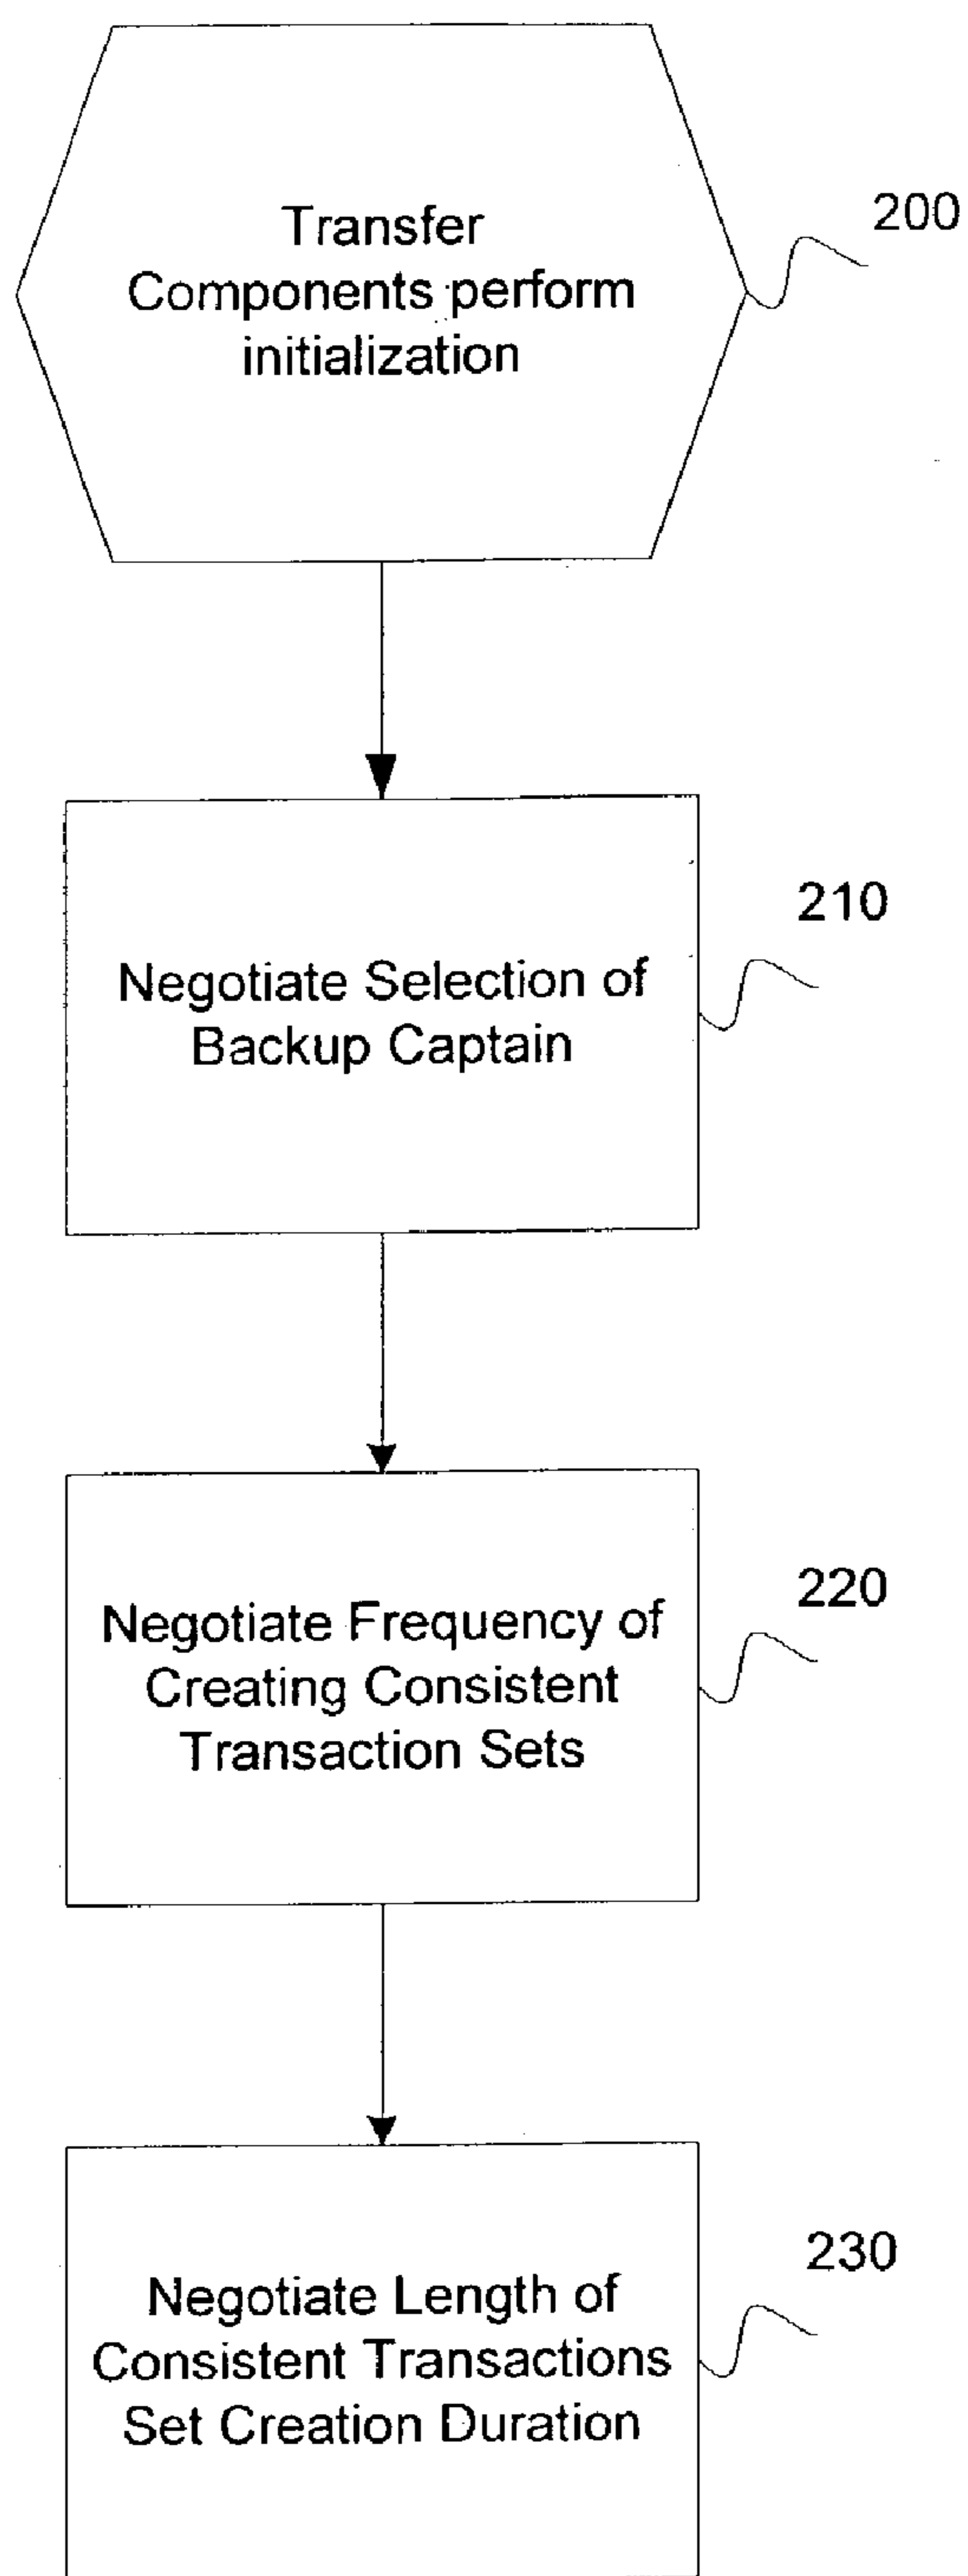 Transfer
Components perform
initialization
200
Negotiate Selection of
Backup Captain
210
Negotiate Frequency of
Creating Consistent
Transaction Sets
220
Negotiate Length of
Consistent Transactions
Set Creation Duration
230